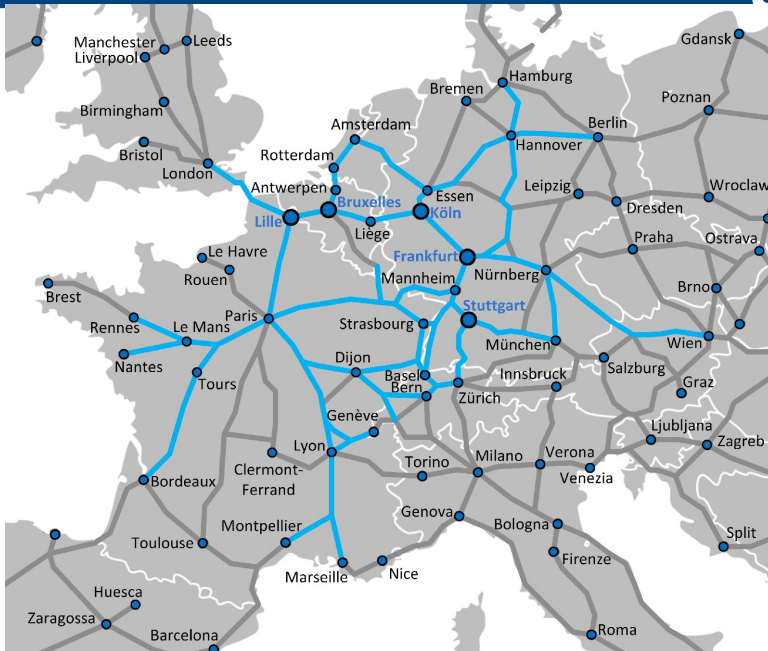 Manchester
Leeds
Liverpool
Gdansk
Hamburg
Bremen
Birmingham
Poznan
Amsterdam
Berlin
Bristol
Hannover
Rotterdam
London
Antwerpen
Essen
Leipzig
Wroclaw
Bruxelles
Köln
Dresden
Lille
Liège
Praha
Ostrava
Le Havre
Frankfurt
Rouen
Mannheim
Nürnberg
Brno
Brest
Stuttgart
Paris
Rennes
Le Mans
Strasbourg
München
Wien
Nantes
Dijon
Salzburg
Tours
Basel
Innsbruck
Bern
Zürich
Graz
Genève
Ljubljana
Lyon
Zagreb
Clermont-
Ferrand
Torino
Milano
Verona
Venezia
Bordeaux
Genova
Bologna
Montpellier
Toulouse
Split
Firenze
Marseille
Nice
Huesca
Zaragossa
Barcelona
Roma